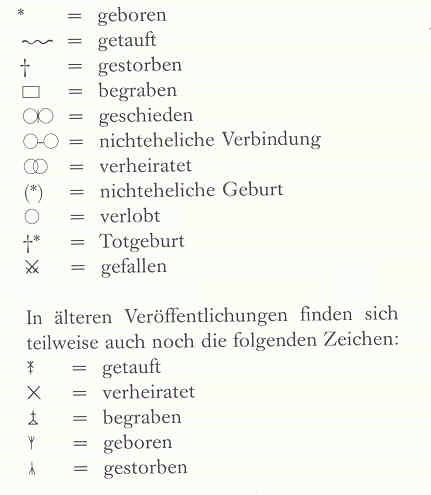 * = geboren
~~ = getauft
† = gestorben
□ = begraben
O|O = geschieden
O-O = nichteheliche Verbindung
⚭ = verheiratet
(*) = nichteheliche Geburt
○ = verlobt
†* = Totgeburt
⚔ = gefallen
In älteren Veröffentlichungen finden sich
teilweise auch noch die folgenden Zeichen:
= getauft
× = verheiratet
= begraben
ᛉ = geboren
ᛣ = gestorben